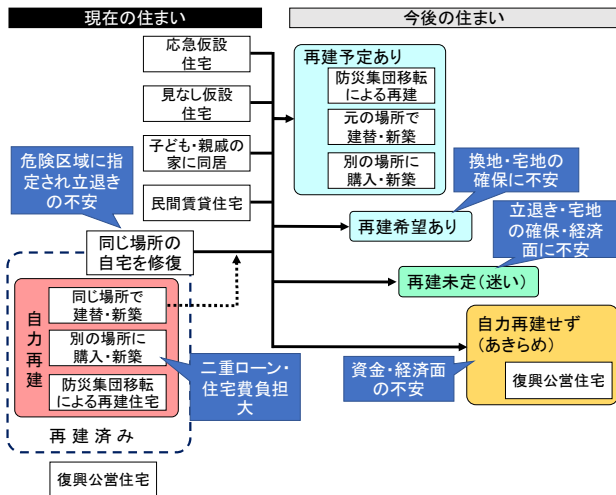 現在の住まい
今後の住まい
応急仮設
住宅
見なし仮設
住宅
子ども・親戚の
家に同居
民間賃貸住宅
危険区域に指
定され立退き
の不安
同じ場所の
自宅を修復
自力再建
同じ場所で
建替・新築
別の場所に
購入・新築
防災集団移転
による再建住宅
再建済み
復興公営住宅
二重ローン・
住宅費負担
大
再建予定あり
防災集団移転
による再建
元の場所で
建替・新築
別の場所に
購入・新築
換地・宅地の
確保に不安
再建希望あり
立退き・宅地
の確保・経済
面に不安
再建未定(迷い)
自力再建せず
(あきらめ)
資金・経済面
の不安
復興公営住宅